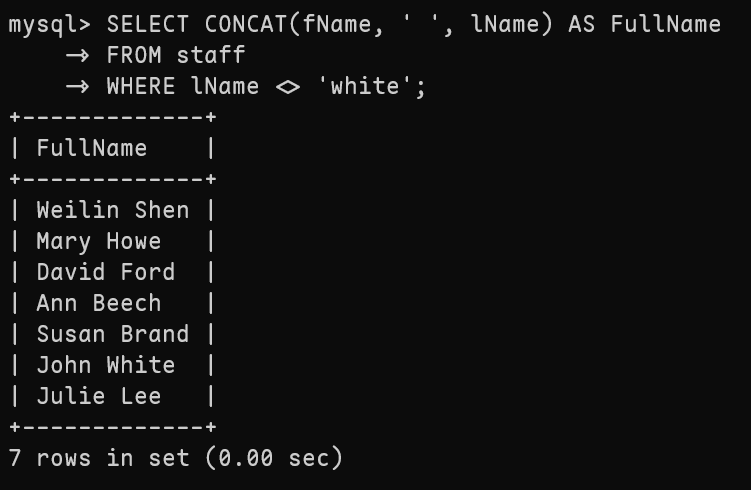 mysql> SELECT CONCAT(fName, ' ', lName) AS FullName
    -> FROM staff
    -> WHERE lName <> 'white';
+-------------+
| FullName    |
+-------------+
| Weilin Shen |
| Mary Howe   |
| David Ford  |
| Ann Beech   |
| Susan Brand |
| John White  |
| Julie Lee   |
+-------------+
7 rows in set (0.00 sec)